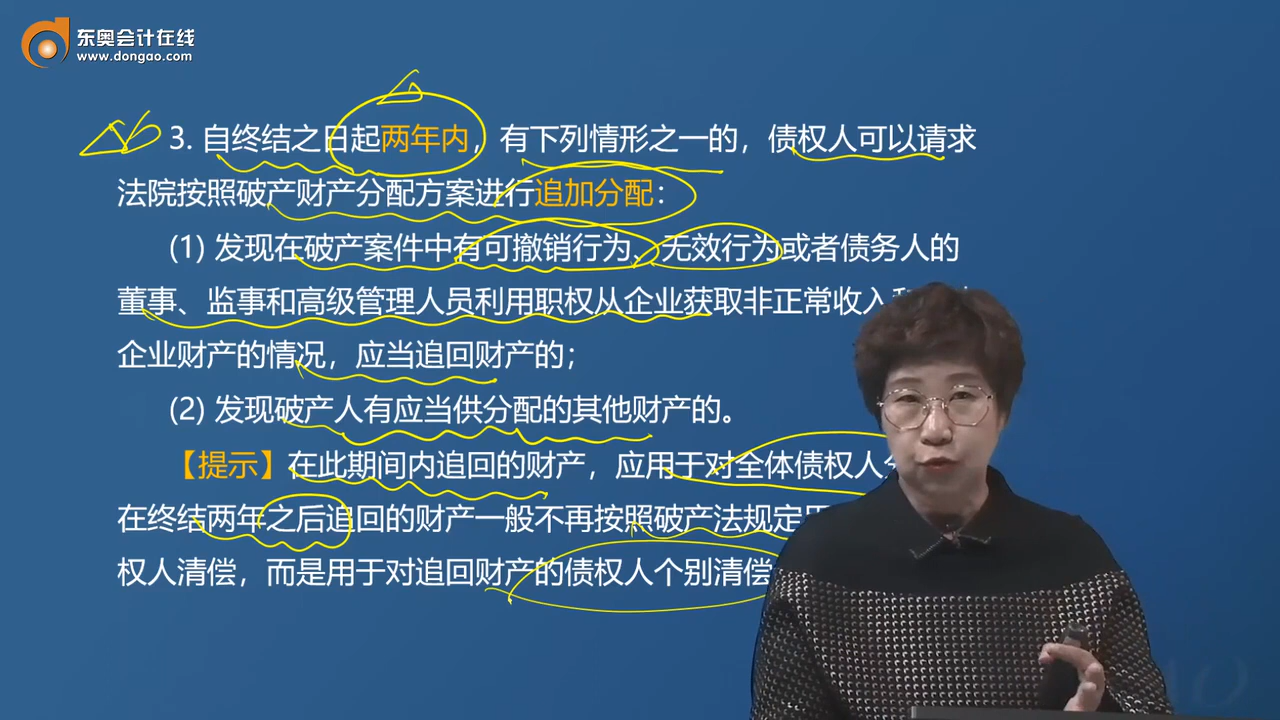 东奥会计在线
www.dongao.com
3. 自终结之日起两年内，有下列情形之一的，债权人可以请求
法院按照破产财产分配方案进行追加分配：
(1) 发现在破产案件中有可撤销行为、无效行为或者债务人的
董事、监事和高级管理人员利用职权从企业获取非正常收入
企业财产的情况，应当追回财产的；
(2) 发现破产人有应当供分配的其他财产的。
【提示】在此期间内追回的财产，应用于对全体债权人
在终结两年之后追回的财产一般不再按照破产法规定
权人清偿，而是用于对追回财产的债权人个别清偿